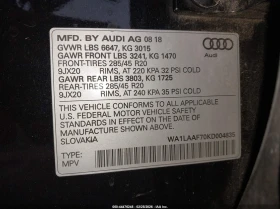 MFD. BY AUDI AG 08 18
GVWR LBS 6647, KG 3015
GAWR FRONT LBS 3241, KG 1470
FRONT-TIRES 285/45 R20
9JX20 RIMS, AT 220 KPA 32 PSI COLD
GAWR REAR LBS 3803, KG 1725
REAR-TIRES 285/45 R20
9JX20 RIMS, AT 240 KPA 35 PSI COLD
THIS VEHICLE CONFORMS TO ALL APPLICABLE
U.S. FEDERAL MOTOR VEHICLE SAFETY
STANDARDS IN EFFECT ON THE DATE OF
MANUFACTURE SHOWN ABOVE
SLOVAKIA
WA1LAAF70KD004835
TYPE:
MPV
Audi